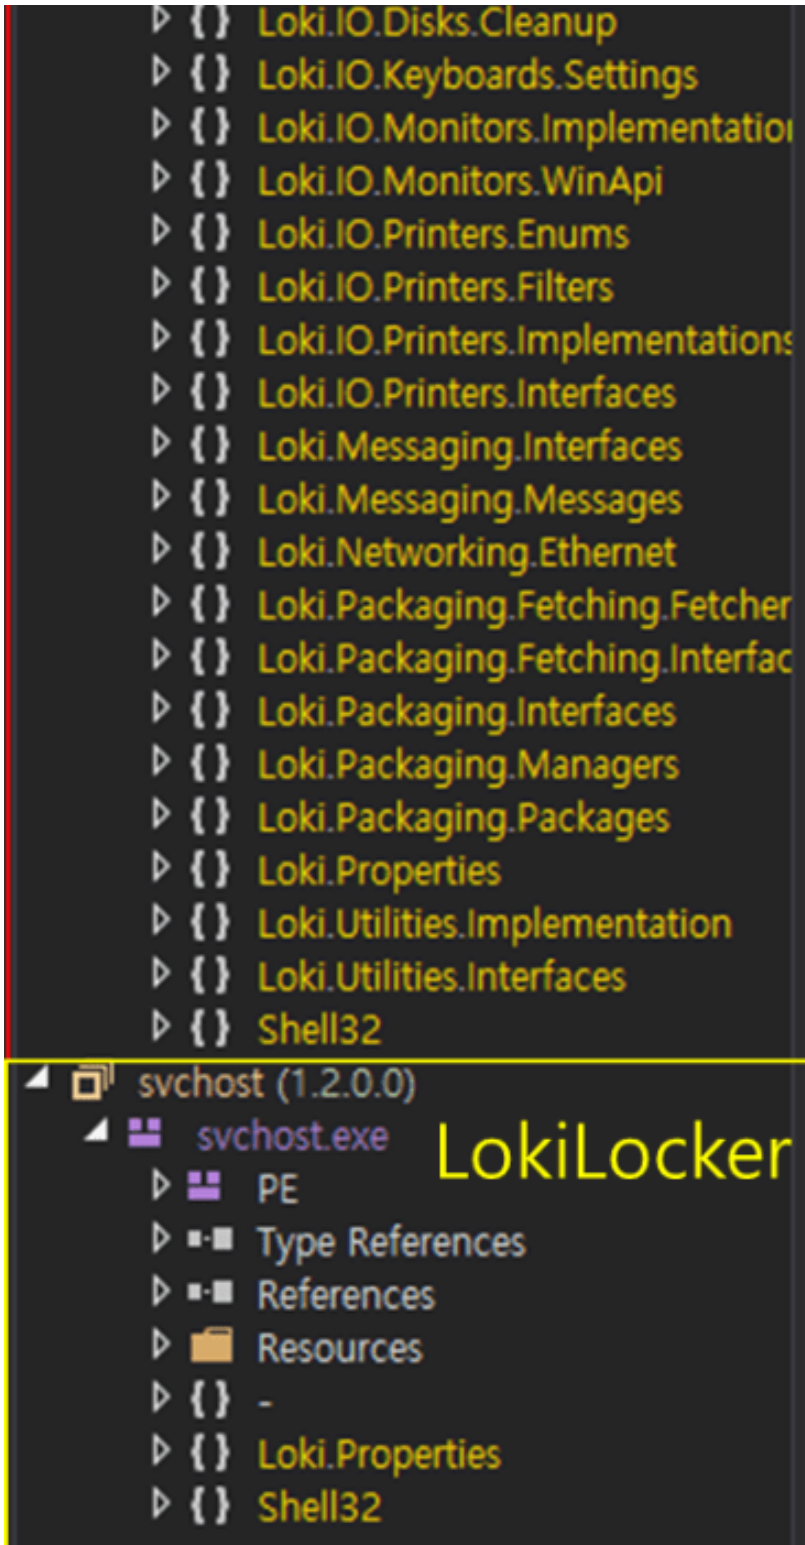 { } Loki.IO.Disks.Cleanup
{ } Loki.IO.Keyboards.Settings
{ } Loki.IO.Monitors.Implementation
{ } Loki.IO.Monitors.WinApi
{ } Loki.IO.Printers.Enums
{ } Loki.IO.Printers.Filters
{ } Loki.IO.Printers.Implementations
{ } Loki.IO.Printers.Interfaces
{ } Loki.Messaging.Interfaces
{ } Loki.Messaging.Messages
{ } Loki.Networking.Ethernet
{ } Loki.Packaging.Fetching.Fetcher
{ } Loki.Packaging.Fetching.Interfac
{ } Loki.Packaging.Interfaces
{ } Loki.Packaging.Managers
{ } Loki.Packaging.Packages
{ } Loki.Properties
{ } Loki.Utilities.Implementation
{ } Loki.Utilities.Interfaces
{ } Shell32
svchost (1.2.0.0)
svchost.exe
LokiLocker
PE
Type References
References
Resources
{ } -
{ } Loki.Properties
{ } Shell32